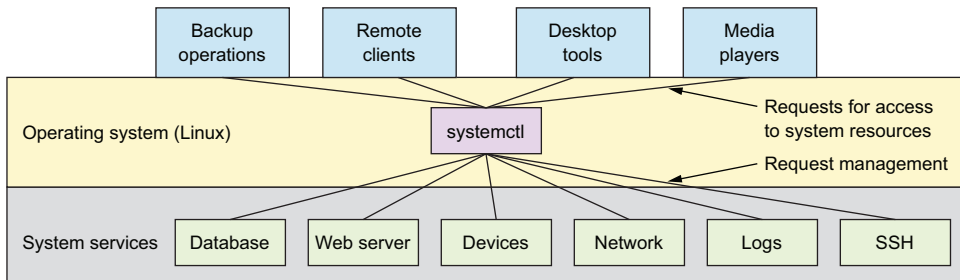 Backup
operations
Remote
clients
Desktop
tools
Media
players
Operating system (Linux)
systemctl
Requests for access
to system resources
Request management
System services
Database
Web server
Devices
Network
Logs
SSH